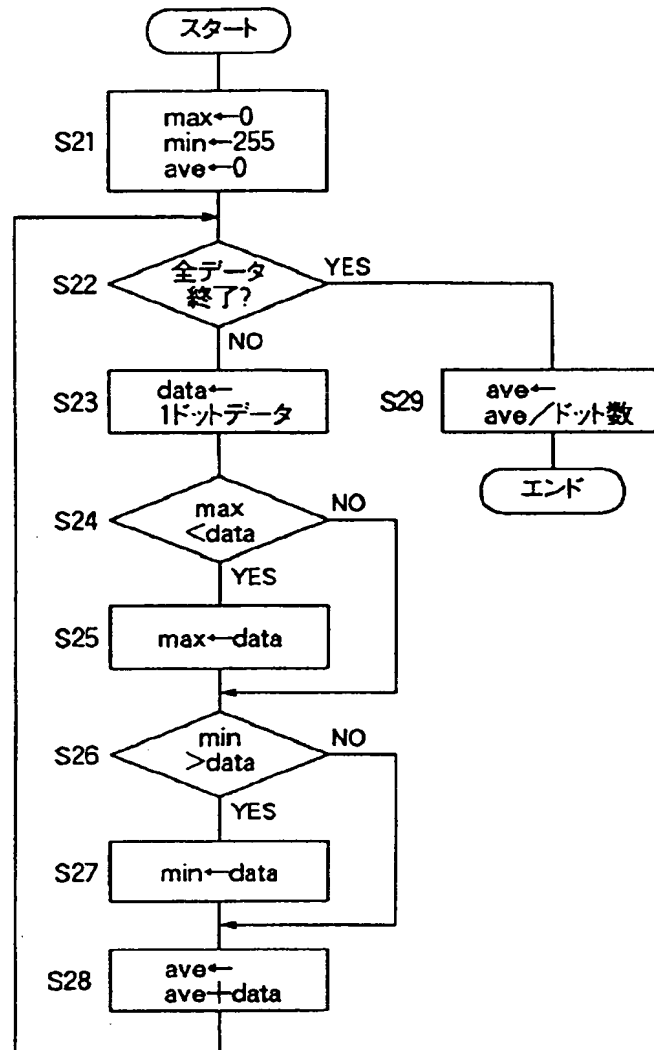 スタート
S21
max←0
min←255
ave←0
S22
全データ
終了?
YES
NO
S23
data←
1ドットデータ
S29
ave←
ave/ドット数
エンド
S24
max
<data
NO
YES
S25
max←data
S26
min
>data
NO
YES
S27
min←data
S28
ave←
ave+data